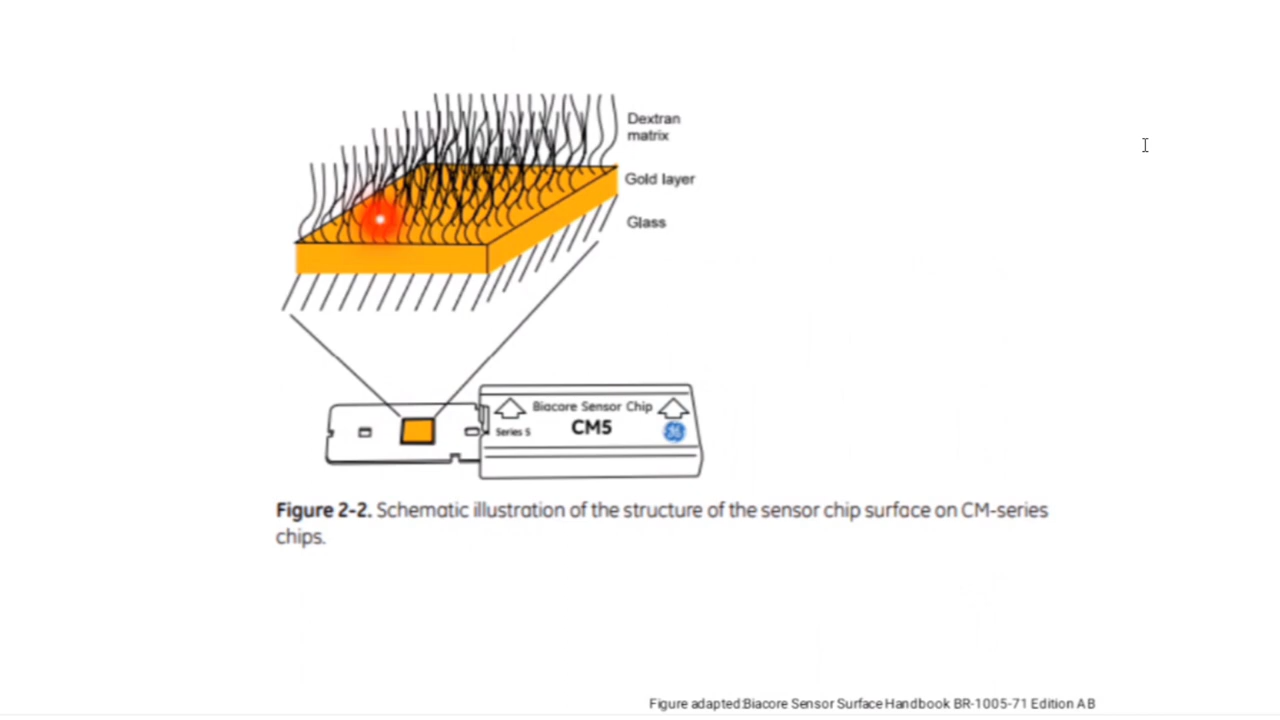 Dextran
matrix
Gold layer
Glass
Biacore Sensor Chip
Series S
CM5
Figure 2-2. Schematic illustration of the structure of the sensor chip surface on CM-series
chips.
Figure adapted:Biacore Sensor Surface Handbook BR-1005-71 Edition AB